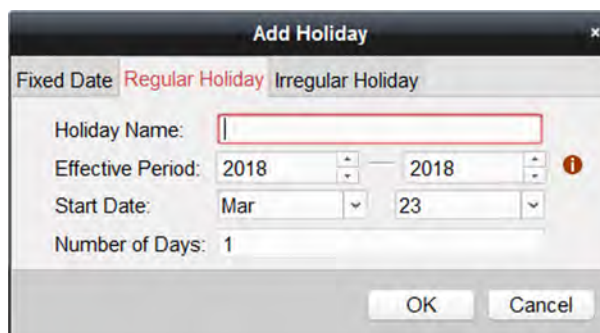 Add Holiday ×
Fixed Date Regular Holiday Irregular Holiday
Holiday Name:
Effective Period: 2018 — 2018
Start Date: Mar 23
Number of Days: 1
OK Cancel